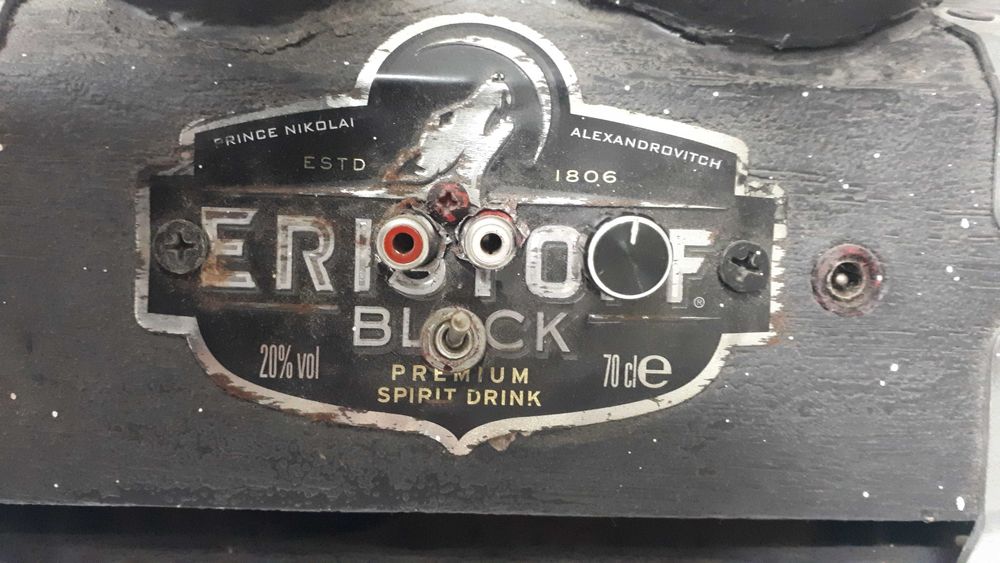 PRINCE NIKOLAI ALEXANDROVITCH
ESTD 1806
ERISTOFF
BLACK
20% vol
PREMIUM
SPIRIT DRINK
70 cl e
®